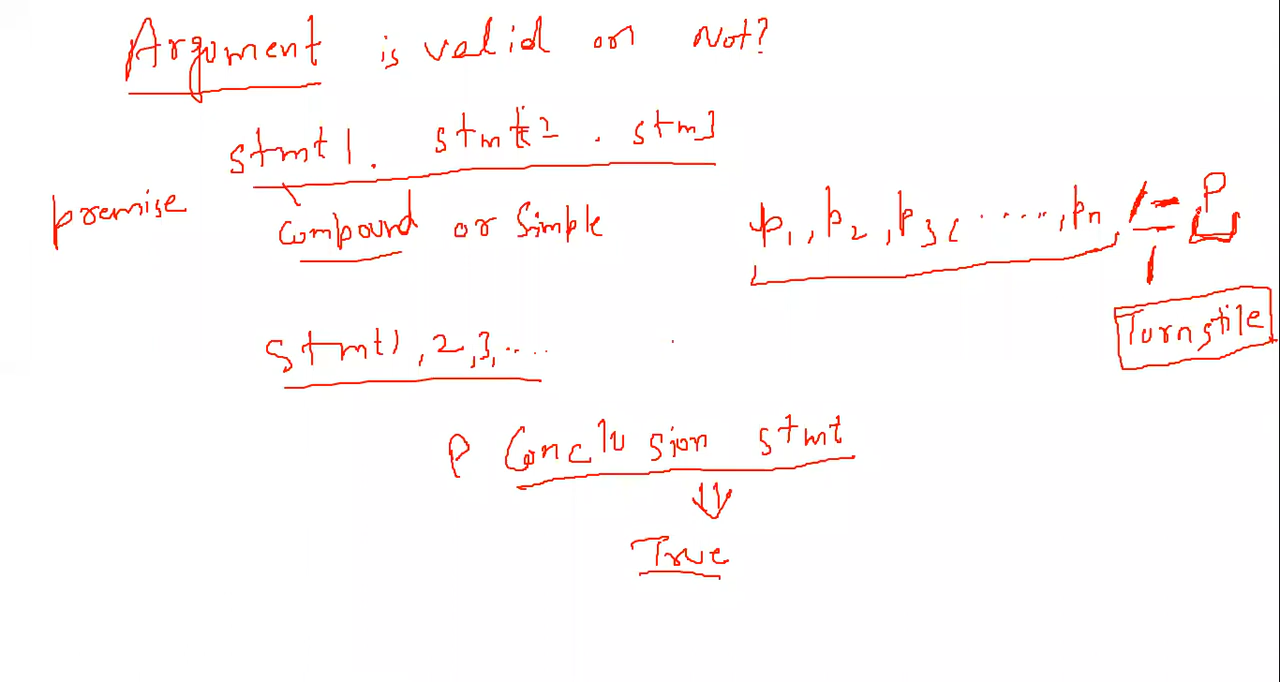 Argument is valid or Not?
stmt1. stmt2. stm3
premise compound or Simple
p1, p2, p3, ....., pn, |- P
Turnstile
Stmt1, 2, 3, ....
P Conclusion stmt
True